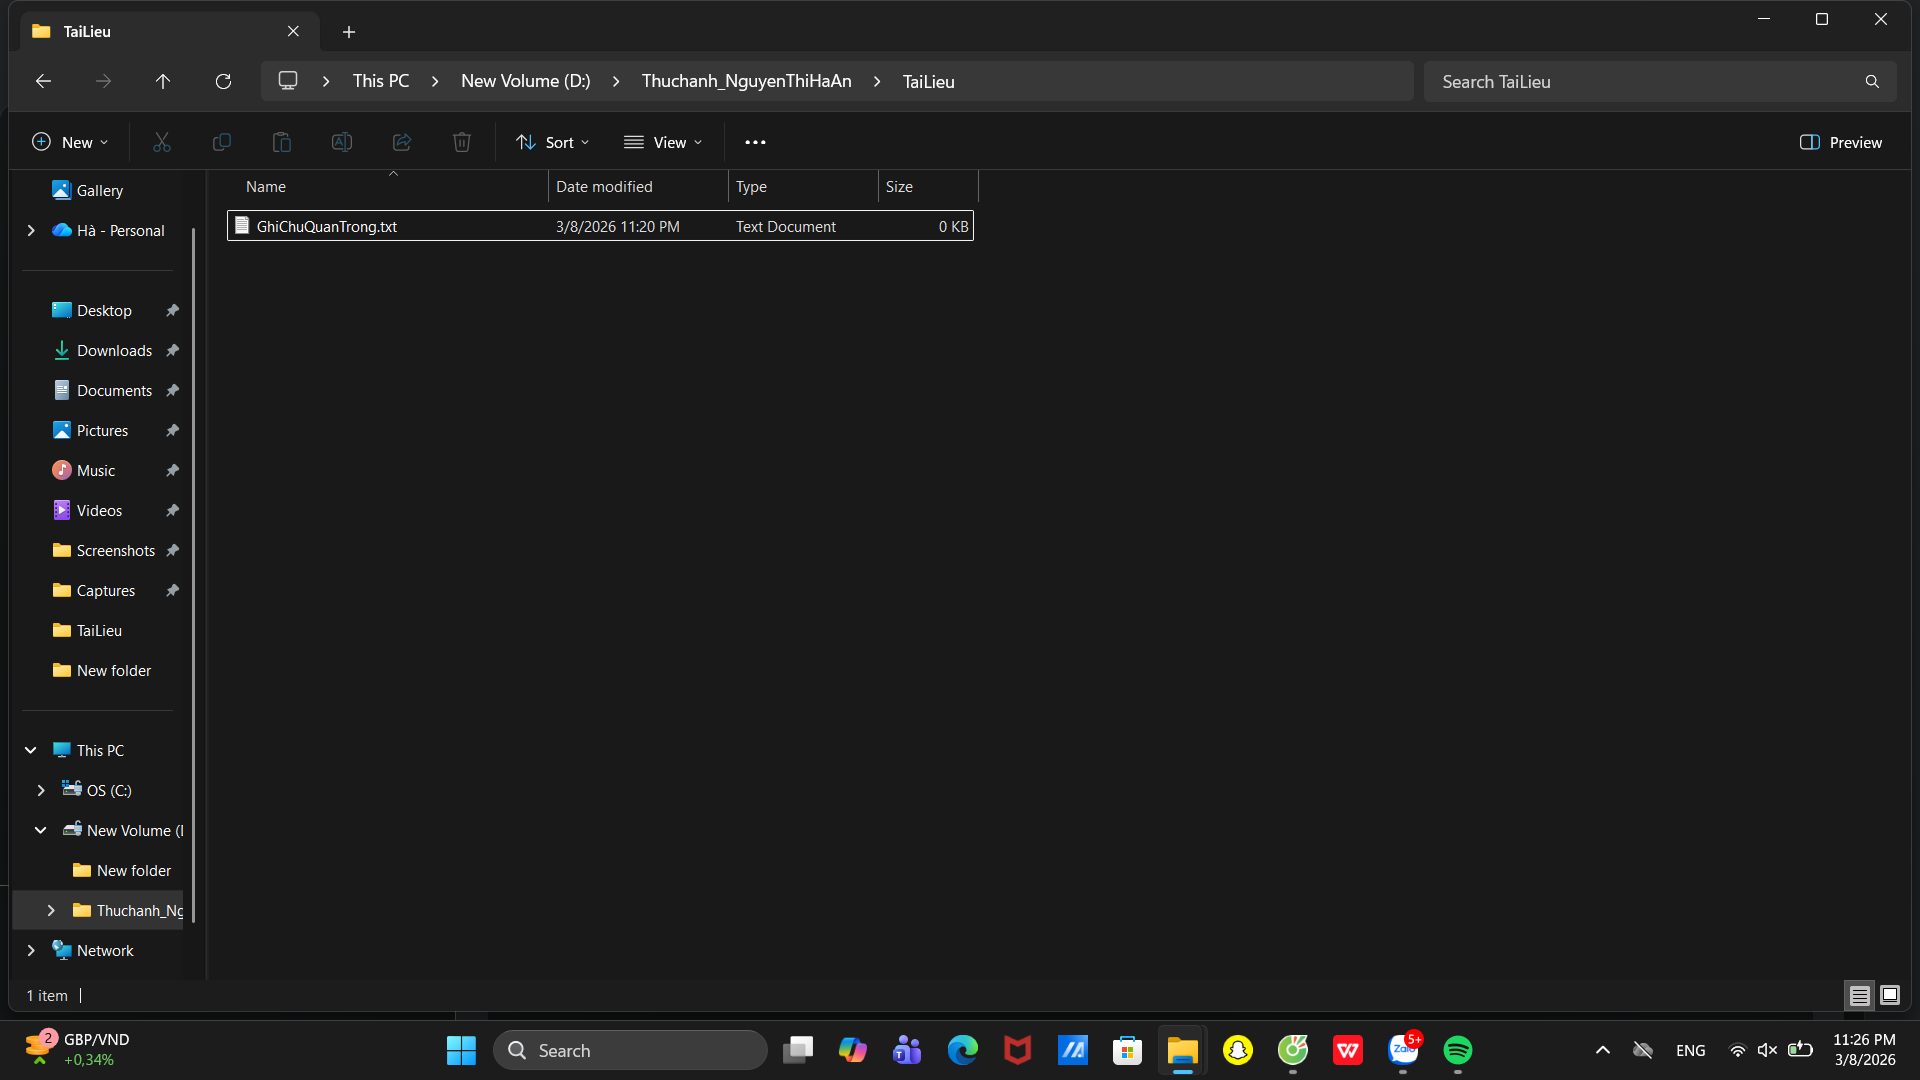 TaiLieu
This PC
New Volume (D:)
Thuchanh_NguyenThiHaAn
TaiLieu
Search TaiLieu
New
Sort
View
Preview
Name
Date modified
Type
Size
GhiChuQuanTrong.txt
3/8/2026 11:20 PM
Text Document
0 KB
Gallery
Hà - Personal
Desktop
Downloads
Documents
Pictures
Music
Videos
Screenshots
Captures
TaiLieu
New folder
This PC
OS (C:)
New Volume (
New folder
Thuchanh_Ng
Network
1 item
2
GBP/VND
+0,34%
Search
Zalo
5+
ENG
11:26 PM
3/8/2026